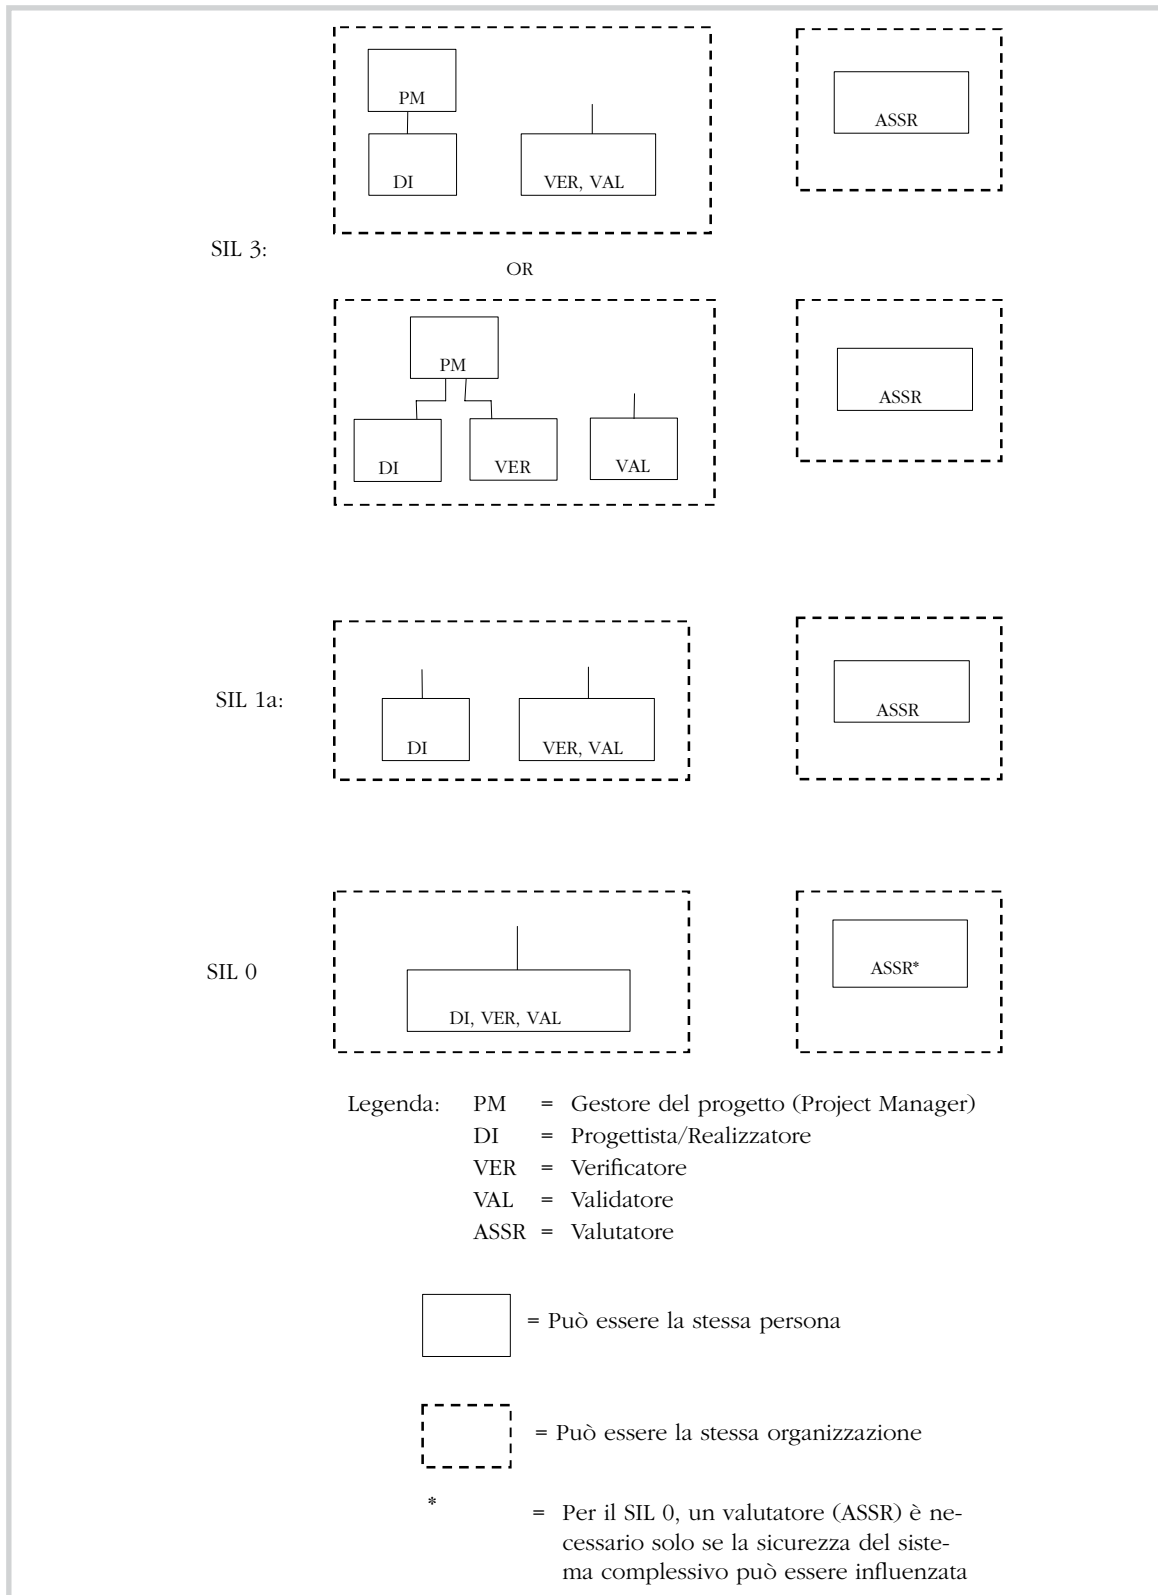 PM
ASSR
DI
VER, VAL
SIL 3:
OR
PM
ASSR
DI
VER
VAL
SIL 1a:
ASSR
DI
VER, VAL
SIL 0
ASSR*
DI, VER, VAL
Legenda: PM = Gestore del progetto (Project Manager)
DI = Progettista/Realizzatore
VER = Verificatore
VAL = Validatore
ASSR = Valutatore
= Può essere la stessa persona
= Può essere la stessa organizzazione
* = Per il SIL 0, un valutatore (ASSR) è ne-
cessario solo se la sicurezza del siste-
ma complessivo può essere influenzata